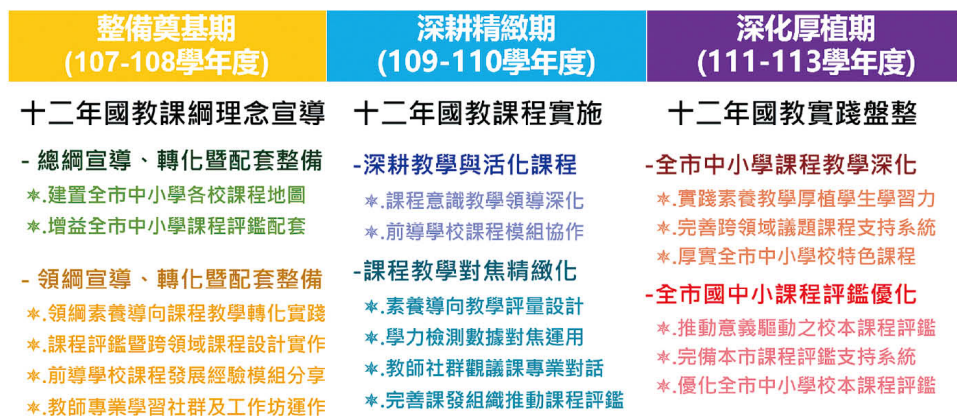 整備奠基期
(107-108學年度)
十二年國教課綱理念宣導
- 總綱宣導、轉化暨配套整備
*.建置全市中小學各校課程地圖
*.增益全市中小學課程評鑑配套
- 領綱宣導、轉化暨配套整備
*.領綱素養導向課程教學轉化實踐
*.課程評鑑暨跨領域課程設計實作
*.前導學校課程發展經驗模組分享
*.教師專業學習社群及工作坊運作
深耕精緻期
(109-110學年度)
十二年國教課程實施
-深耕教學與活化課程
*.課程意識教學領導深化
*.前導學校課程模組協作
-課程教學對焦精緻化
*.素養導向教學評量設計
*.學力檢測數據對焦運用
*.教師社群觀議課專業對話
*.完善課發組織推動課程評鑑
深化厚植期
(111-113學年度)
十二年國教實踐盤整
-全市中小學課程教學深化
*.實踐素養教學厚植學生學習力
*.完善跨領域議題課程支持系統
*.厚實全市中小學校特色課程
-全市國中小課程評鑑優化
*.推動意義驅動之校本課程評鑑
*.完備本市課程評鑑支持系統
*.優化全市中小學校本課程評鑑